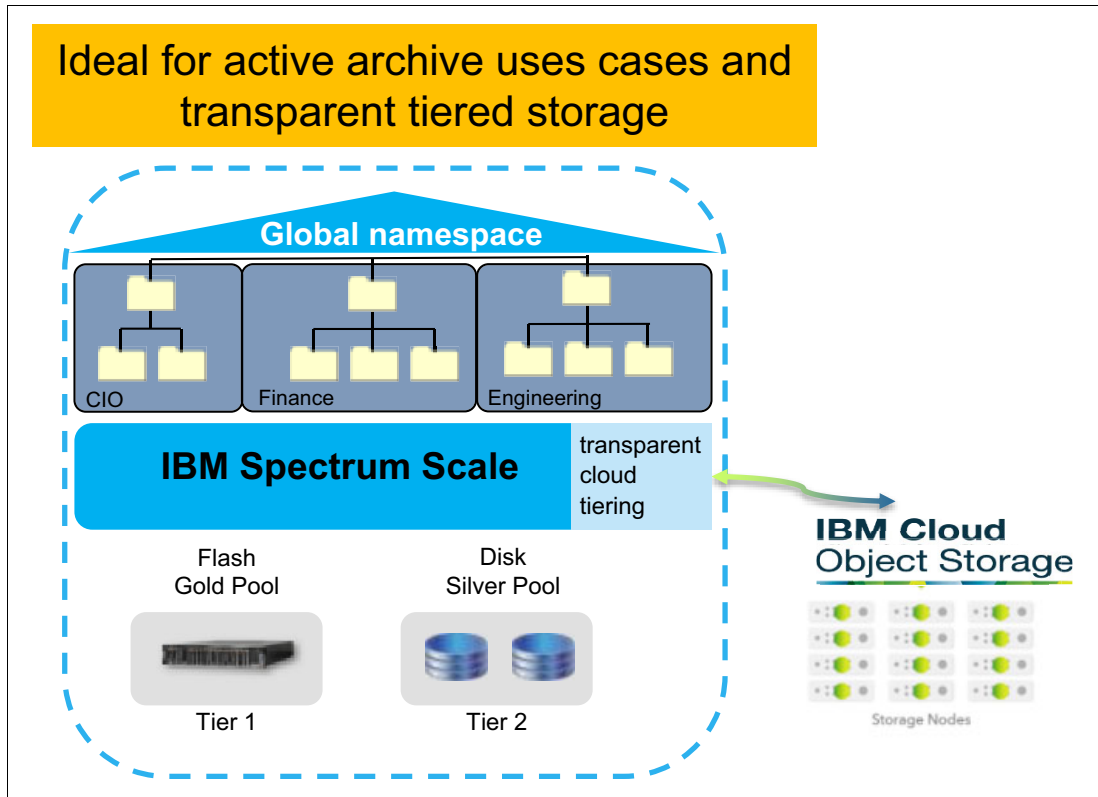 Ideal for active archive uses cases and
transparent tiered storage
Global namespace
CIO
Finance
Engineering
IBM Spectrum Scale
transparent
cloud
tiering
Flash
Gold Pool
Disk
Silver Pool
Tier 1
Tier 2
IBM Cloud
Object Storage
Storage Nodes